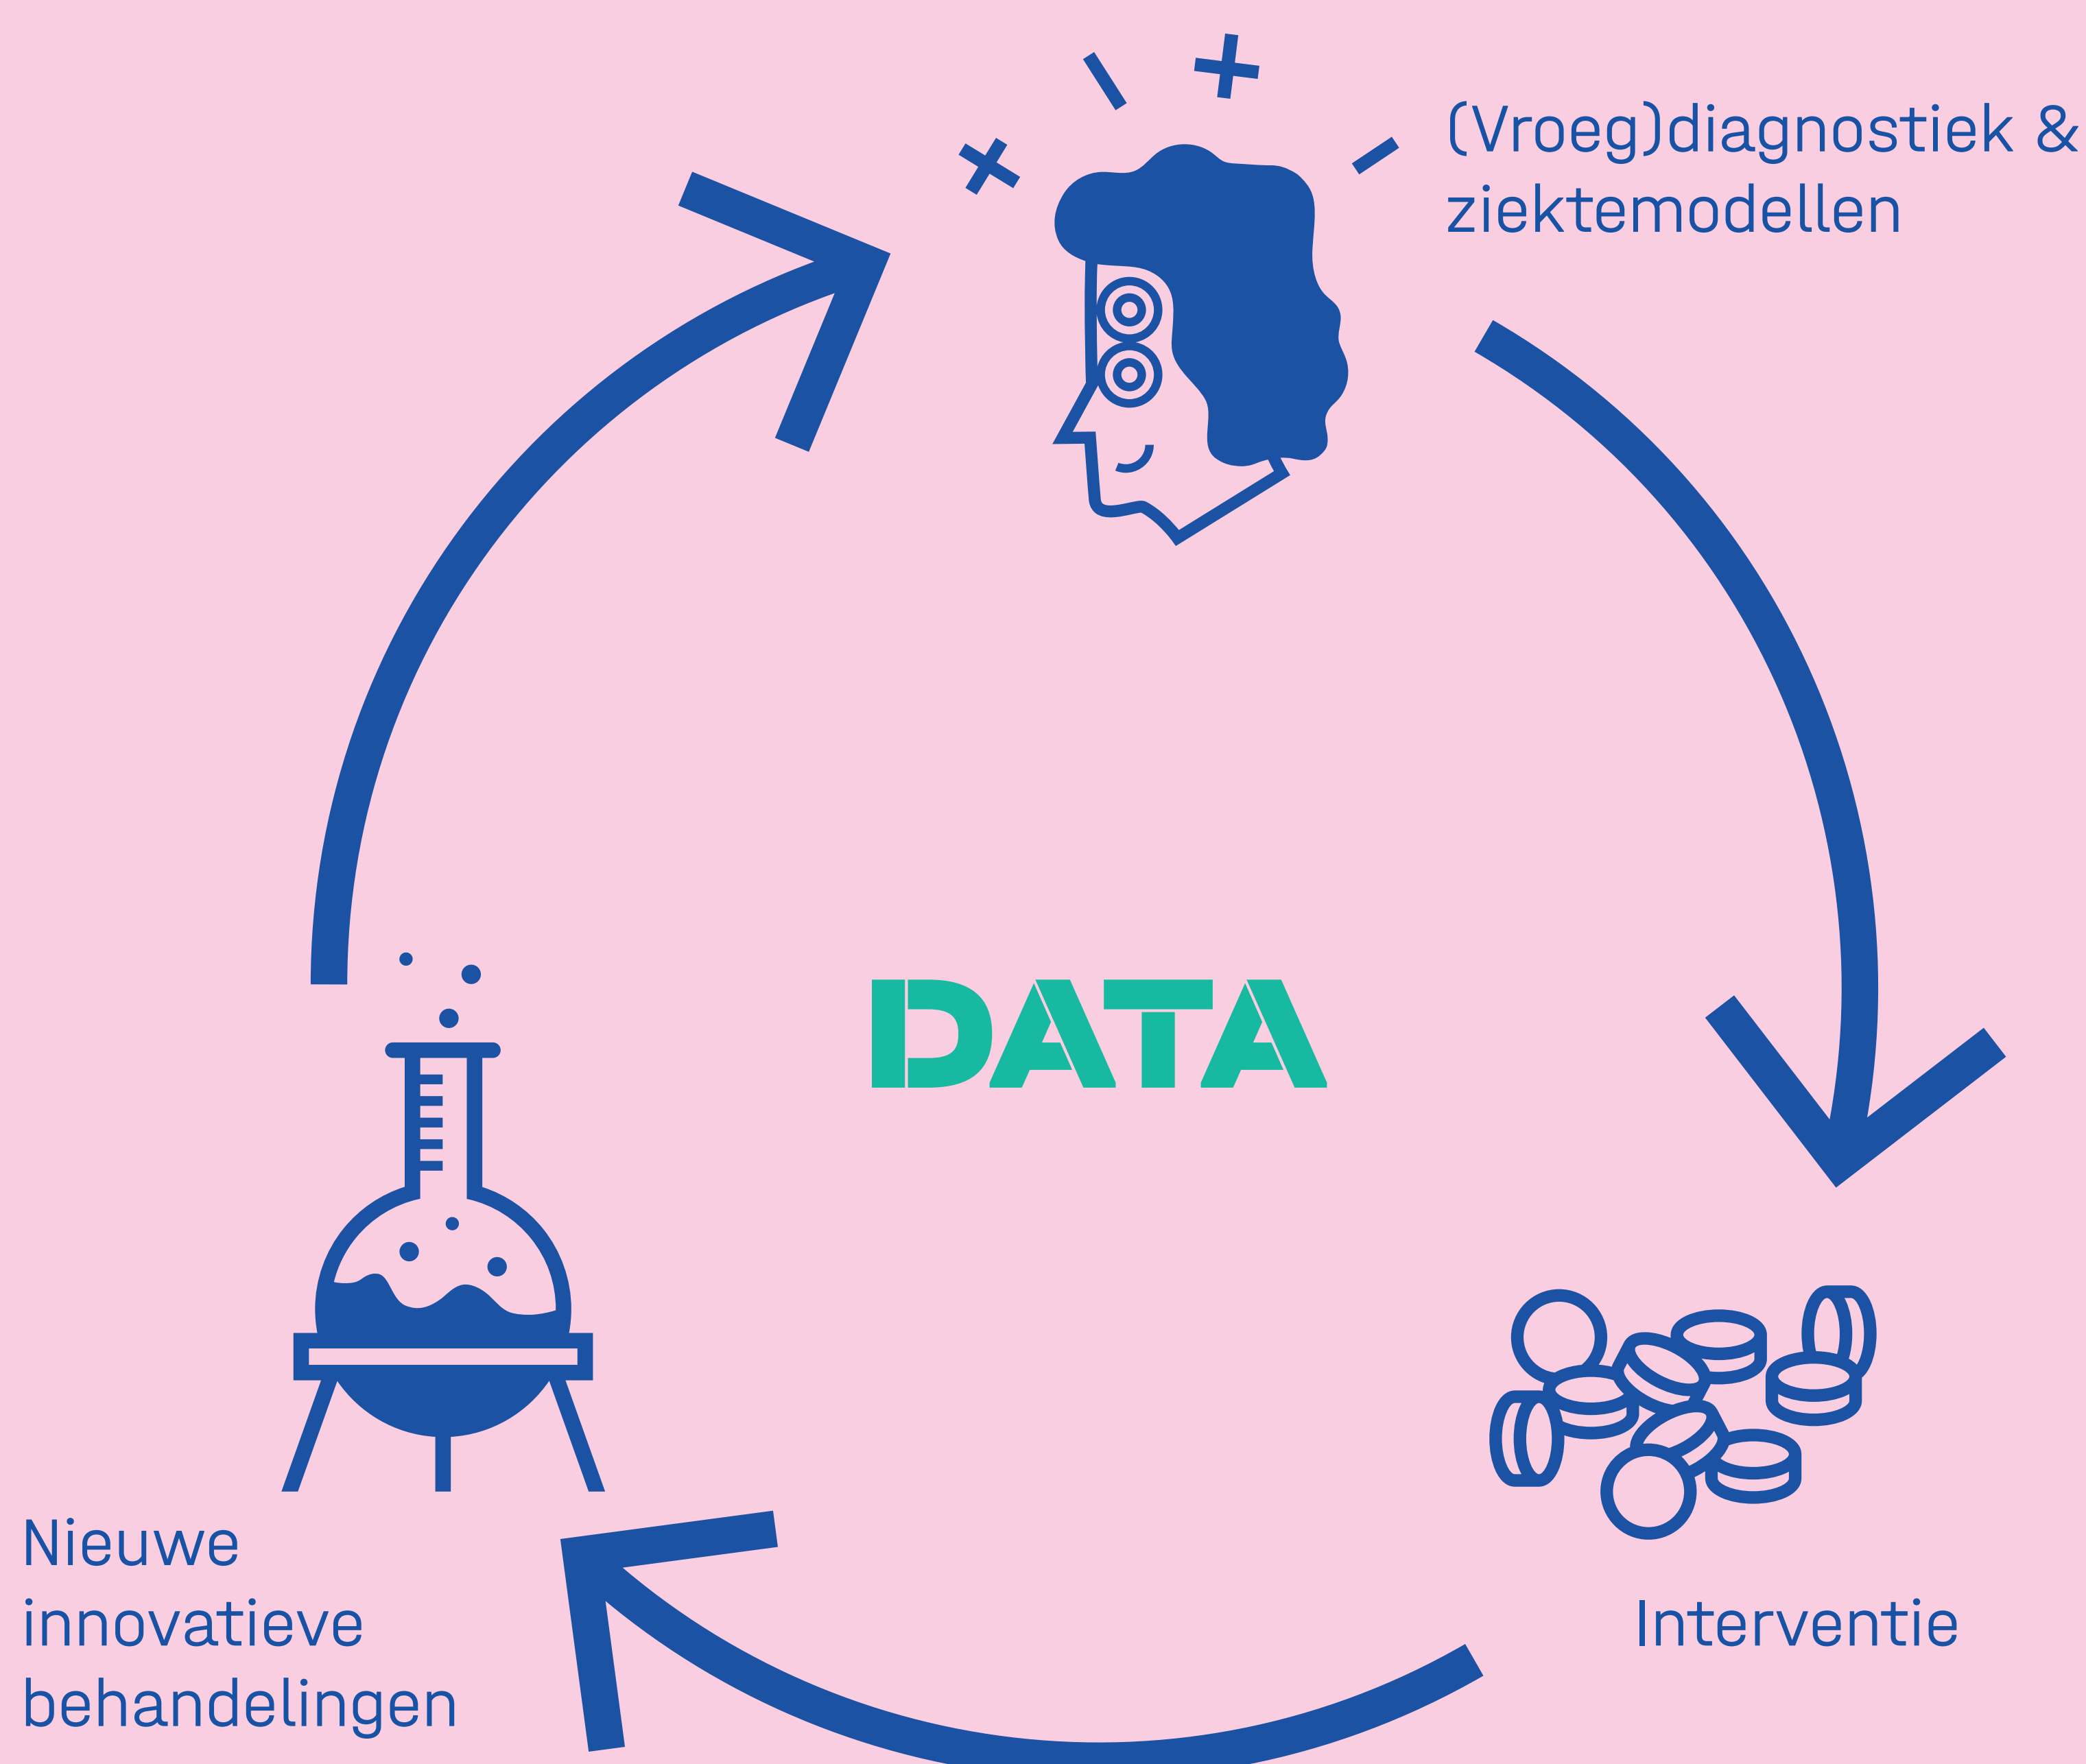 (Vroeg)diagnostiek &
ziektemodellen
DATA
Interventie
Nieuwe
innovatieve
behandelingen